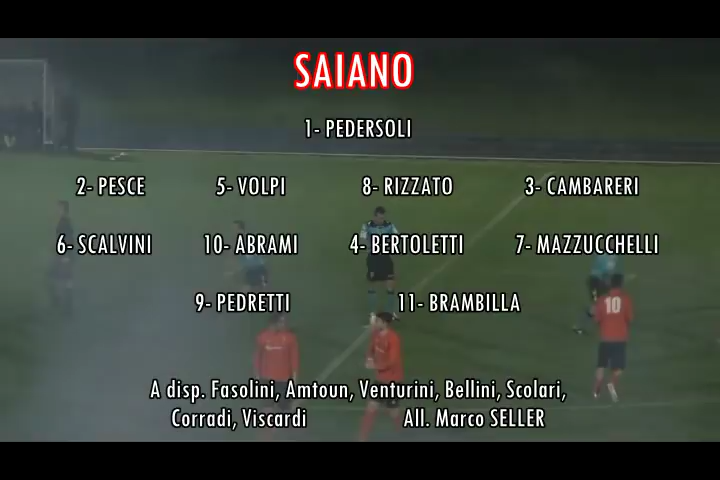 SAIANO
1- PEDERSOLI
2- PESCE 5- VOLPI 8- RIZZATO 3- CAMBARERI
6- SCALVINI 10- ABRAMI 4- BERTOLETTI 7- MAZZUCCHELLI
9- PEDRETTI 11- BRAMBILLA
10
A disp. Fasolini, Amtoun, Venturini, Bellini, Scolari,
Corradi, Viscardi All. Marco SELLER